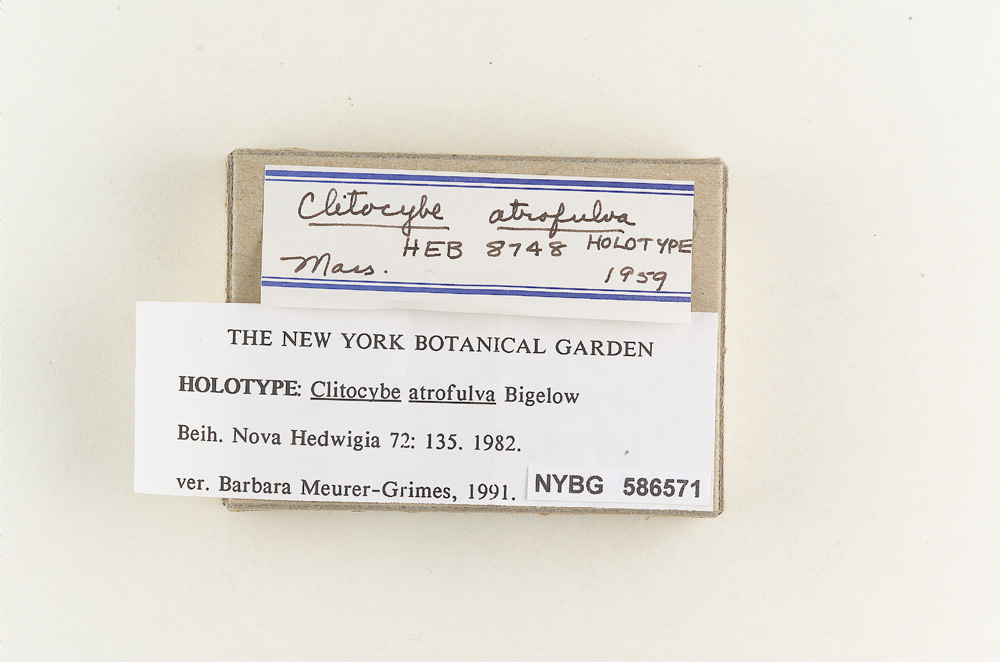 Clitocybe atrofulva
HEB 8748 HOLOTYPE
Mass. 1959
THE NEW YORK BOTANICAL GARDEN
HOLOTYPE: Clitocybe atrofulva Bigelow
Beih. Nova Hedwigia 72: 135. 1982.
ver. Barbara Meurer-Grimes, 1991. NYBG 586571